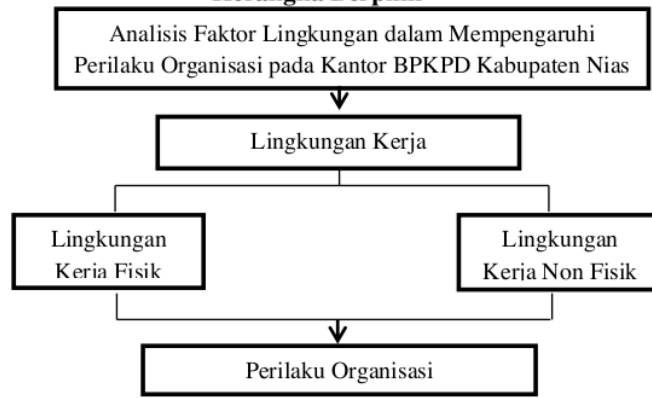 Analisis Faktor Lingkungan dalam Mempengaruhi
Perilaku Organisasi pada Kantor BPKPD Kabupaten Nias
Lingkungan Kerja
Lingkungan
Kerja Fisik
Lingkungan
Kerja Non Fisik
Perilaku Organisasi